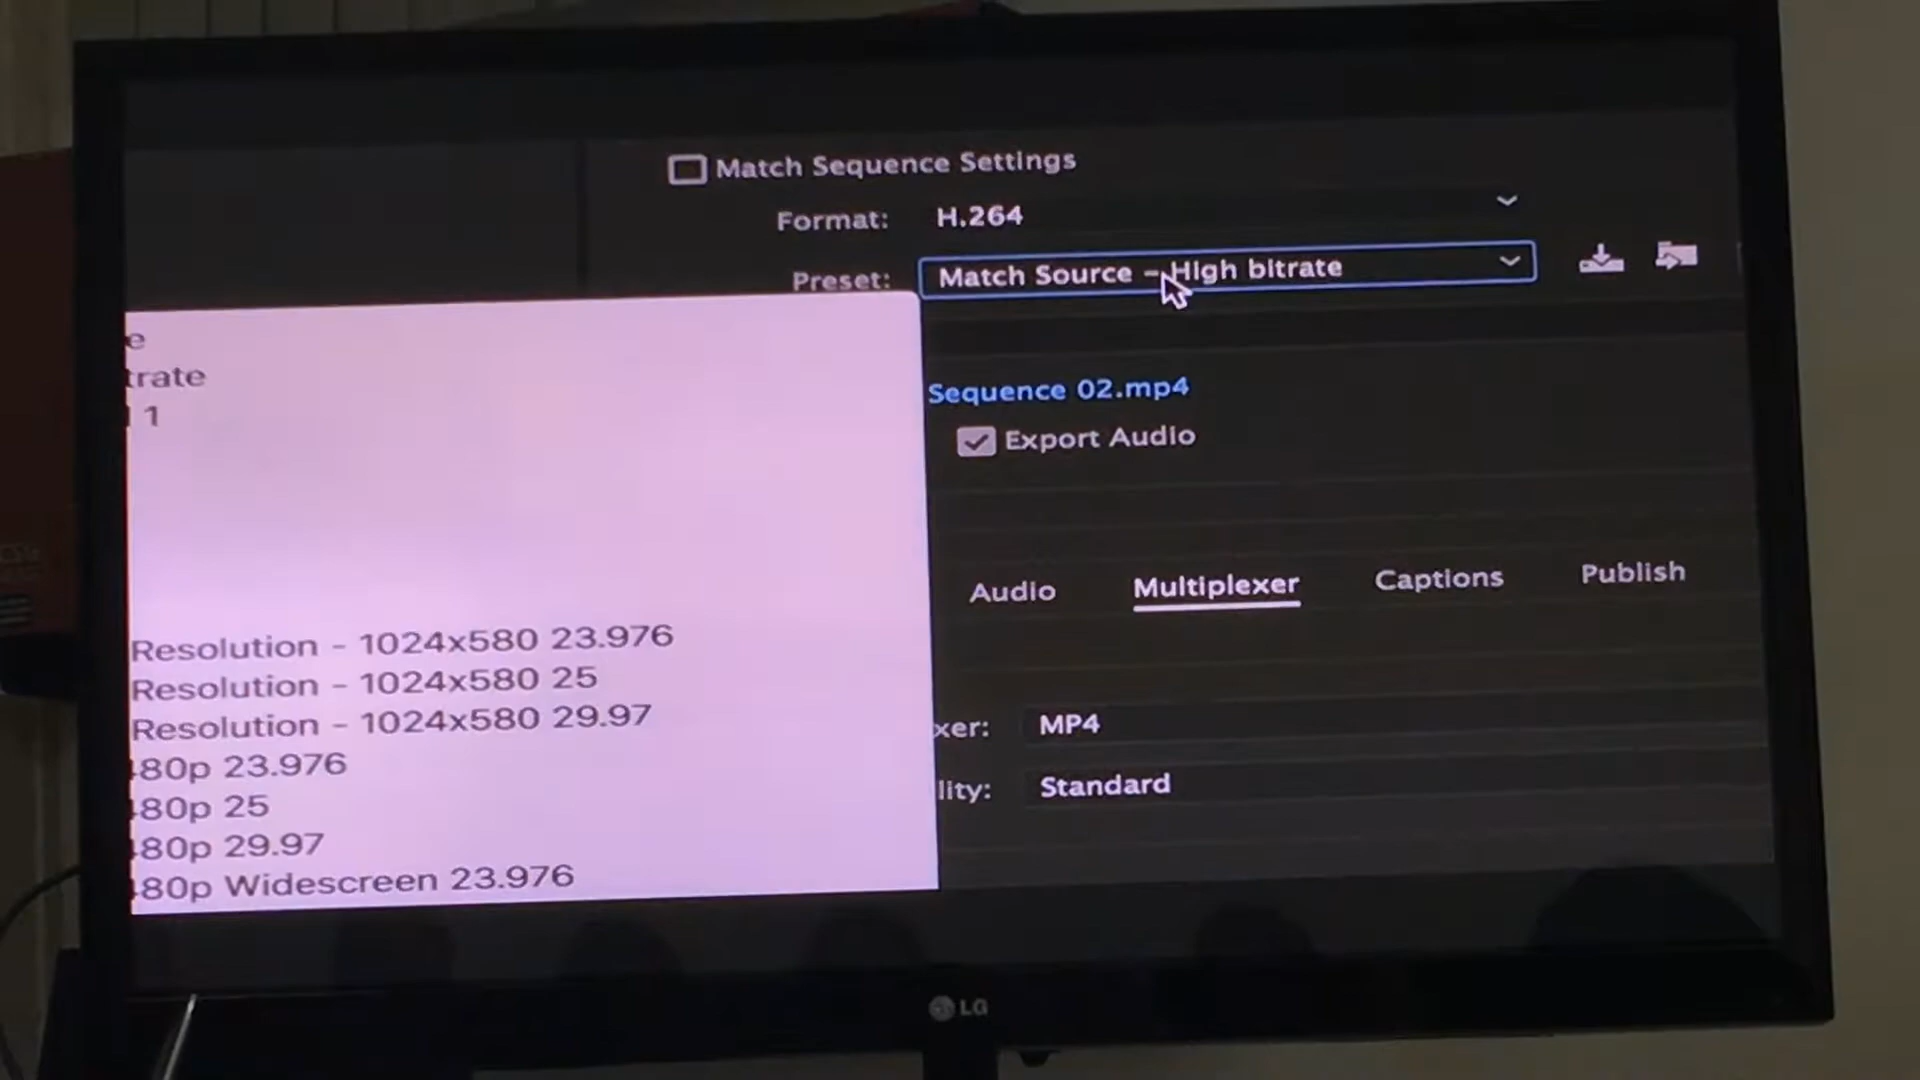 Match Sequence Settings
Format: H.264
Preset: Match Source - High bitrate
e
trate
1
Sequence 02.mp4
Export Audio
Audio Multiplexer Captions Publish
Resolution - 1024x580 23.976
Resolution - 1024x580 25
Resolution - 1024x580 29.97
80p 23.976
80p 25
80p 29.97
80p Widescreen 23.976
xer: MP4
lity: Standard
LG